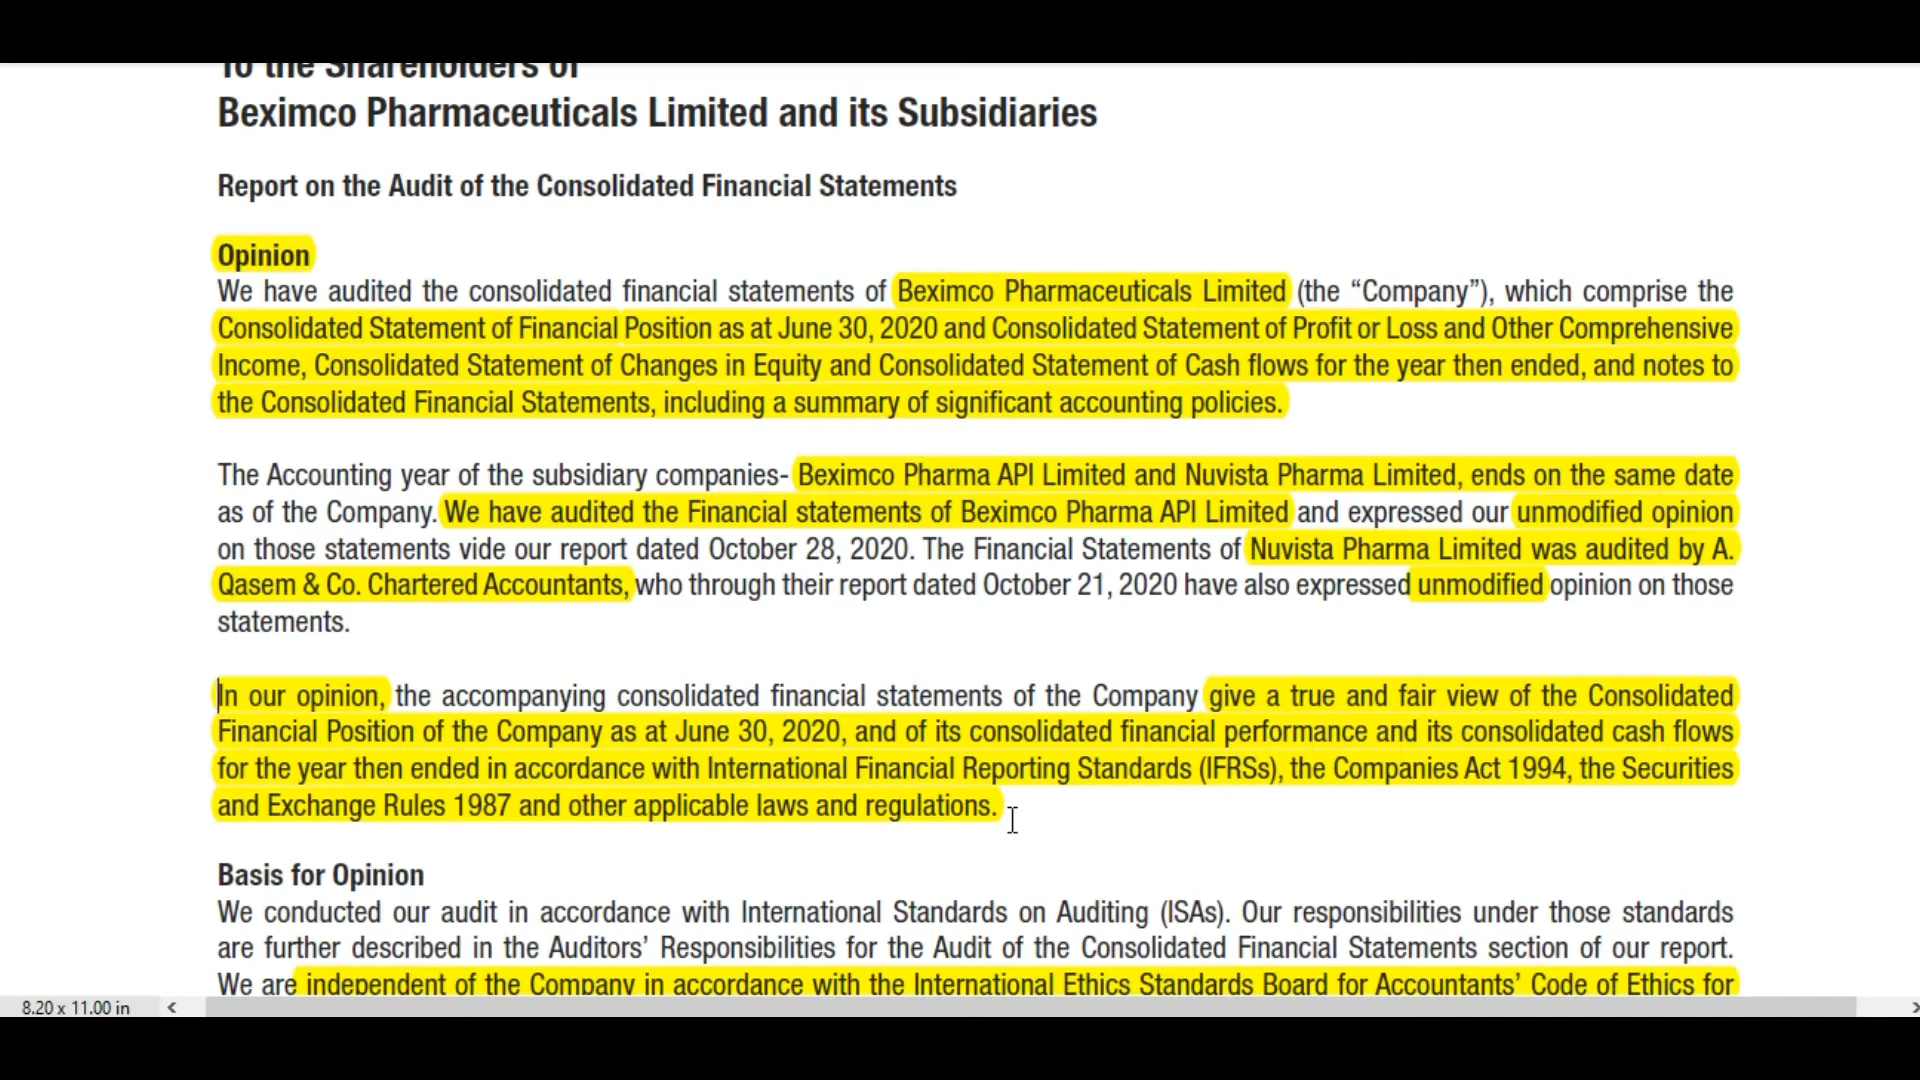 To the Shareholders of
Beximco Pharmaceuticals Limited and its Subsidiaries
Report on the Audit of the Consolidated Financial Statements
Opinion
We have audited the consolidated financial statements of Beximco Pharmaceuticals Limited (the “Company”), which comprise the
Consolidated Statement of Financial Position as at June 30, 2020 and Consolidated Statement of Profit or Loss and Other Comprehensive
Income, Consolidated Statement of Changes in Equity and Consolidated Statement of Cash flows for the year then ended, and notes to
the Consolidated Financial Statements, including a summary of significant accounting policies.
The Accounting year of the subsidiary companies- Beximco Pharma API Limited and Nuvista Pharma Limited, ends on the same date
as of the Company. We have audited the Financial statements of Beximco Pharma API Limited and expressed our unmodified opinion
on those statements vide our report dated October 28, 2020. The Financial Statements of Nuvista Pharma Limited was audited by A.
Qasem & Co. Chartered Accountants, who through their report dated October 21, 2020 have also expressed unmodified opinion on those
statements.
In our opinion, the accompanying consolidated financial statements of the Company give a true and fair view of the Consolidated
Financial Position of the Company as at June 30, 2020, and of its consolidated financial performance and its consolidated cash flows
for the year then ended in accordance with International Financial Reporting Standards (IFRSs), the Companies Act 1994, the Securities
and Exchange Rules 1987 and other applicable laws and regulations.
Basis for Opinion
We conducted our audit in accordance with International Standards on Auditing (ISAs). Our responsibilities under those standards
are further described in the Auditors’ Responsibilities for the Audit of the Consolidated Financial Statements section of our report.
We are independent of the Company in accordance with the International Ethics Standards Board for Accountants’ Code of Ethics for
8.20 x 11.00 in